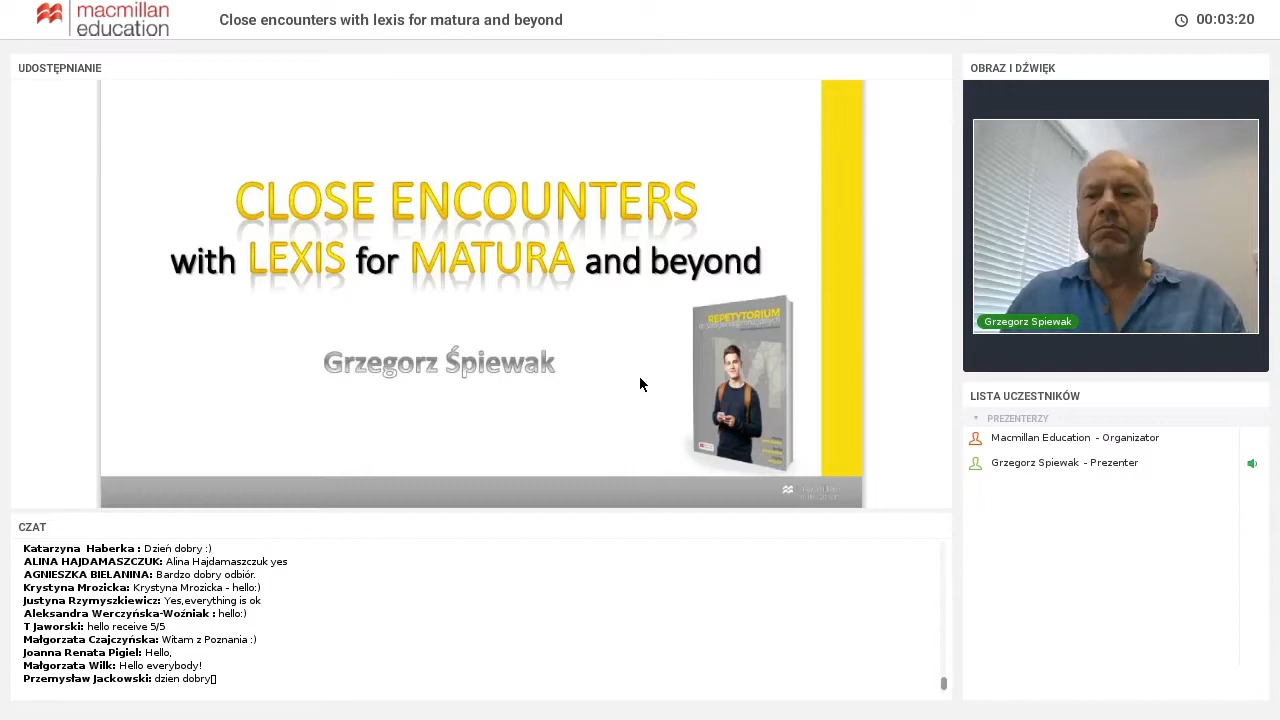 macmillan
education
Close encounters with lexis for matura and beyond
00:03:20
UDOSTĘPNIANIE
CLOSE ENCOUNTERS
with LEXIS for MATURA and beyond
Grzegorz Śpiewak
REPETYTORIUM
OBRAZ I DŹWIĘK
Grzegorz Spiewak
LISTA UCZESTNIKÓW
PREZENTERZY
Macmillan Education - Organizator
Grzegorz Spiewak - Prezenter
CZAT
Katarzyna Haberka : Dzień dobry :)
ALINA HAJDAMASZCZUK: Alina Hajdamaszczuk yes
AGNIESZKA BIELANINA: Bardzo dobry odbiór.
Krystyna Mrozicka: Krystyna Mrozicka - hello:)
Justyna Rzymyszkiewicz: Yes,everything is ok
Aleksandra Werczyńska-Woźniak : hello:)
T Jaworski: hello receive 5/5
Małgorzata Czajczyńska: Witam z Poznania :)
Joanna Renata Pigiel: Hello,
Małgorzata Wilk: Hello everybody!
Przemysław Jackowski: dzien dobry[]